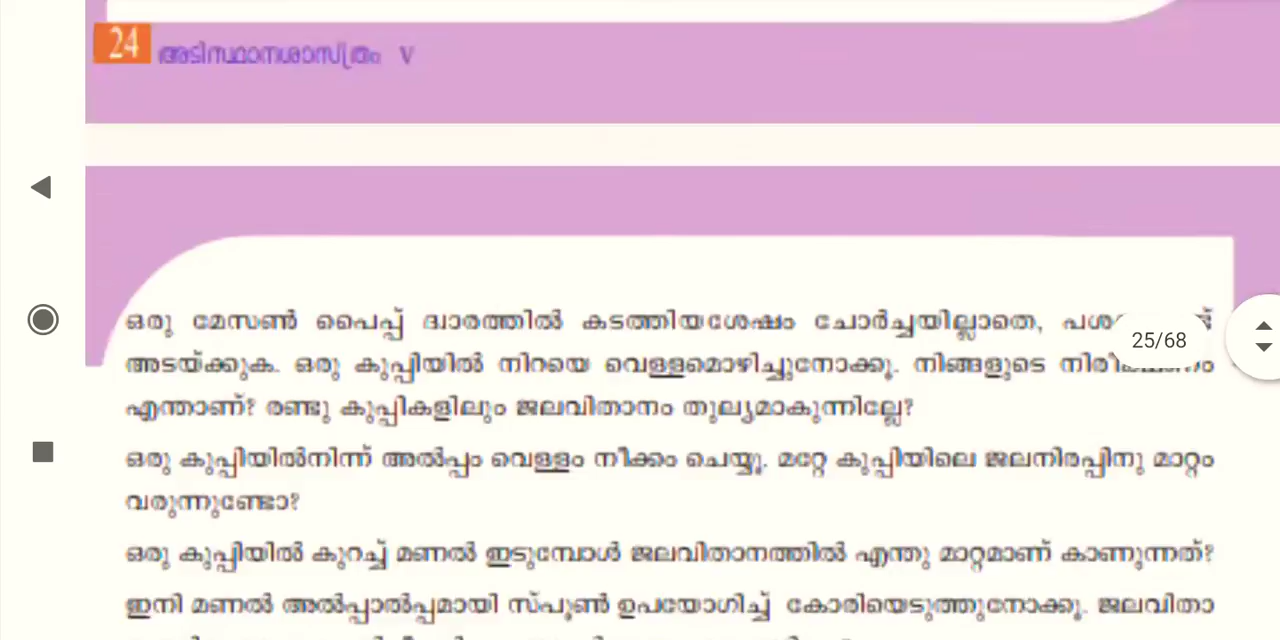 24 അടിസ്ഥാനശാസ്ത്രം V
ഒരു മേസൺ പൈപ്പ് ദ്വാരത്തിൽ കടത്തിയശേഷം ചോർച്ചയില്ലാതെ,
25/68
അടയ്ക്കുക. ഒരു കുപ്പിയിൽ നിറയെ വെള്ളമൊഴിച്ചുനോക്കൂ. നിങ്ങളുടെ
എന്താണ്? രണ്ടു കുപ്പികളിലും ജലവിതാനം തുല്യമാകുന്നില്ലേ?
ഒരു കുപ്പിയിൽനിന്ന് അൽപ്പം വെള്ളം നീക്കം ചെയ്യൂ. മറ്റേ കുപ്പിയിലെ ജലനിരപ്പിനു മാറ്റം
വരുന്നുണ്ടോ?
ഒരു കുപ്പിയിൽ കുറച്ച് മണൽ ഇടുമ്പോൾ ജലവിതാനത്തിൽ എന്തു മാറ്റമാണ് കാണുന്നത്?
ഇനി മണൽ അൽപ്പാൽപ്പമായി സ്പൂൺ ഉപയോഗിച്ച് കോരിയെടുത്തുനോക്കൂ. ജലവിതാ